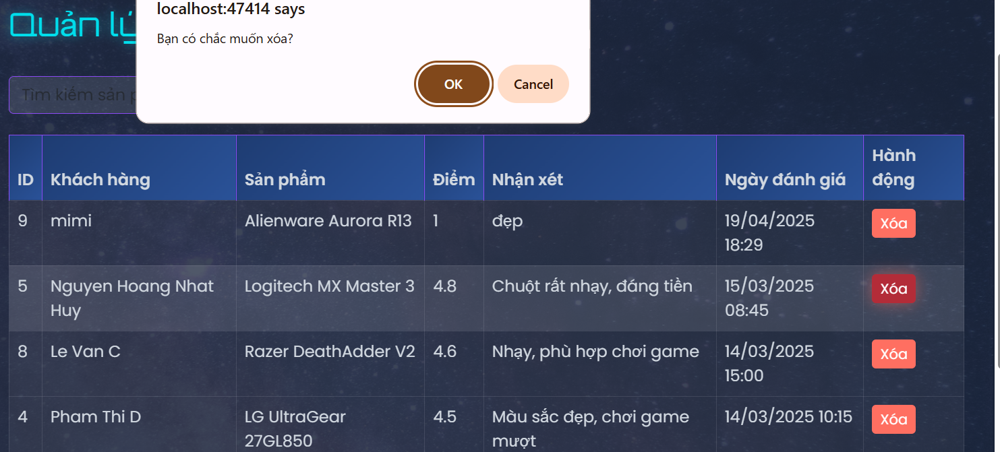 localhost:47414 says
Bạn có chắc muốn xóa?
OK Cancel
Quản lý
Tìm kiếm sản
ID Khách hàng Sản phẩm Điểm Nhận xét Ngày đánh giá Hành động
9 mimi Alienware Aurora R13 1 đẹp 19/04/2025 Xóa
18:29
5 Nguyen Hoang Nhat Logitech MX Master 3 4.8 Chuột rất nhạy, đáng tiền 15/03/2025 Xóa
Huy 08:45
8 Le Van C Razer DeathAdder V2 4.6 Nhạy, phù hợp chơi game 14/03/2025 Xóa
15:00
4 Pham Thi D LG UltraGear 4.5 Màu sắc đẹp, chơi game 14/03/2025 10:15 Xóa
27GL850 mượt